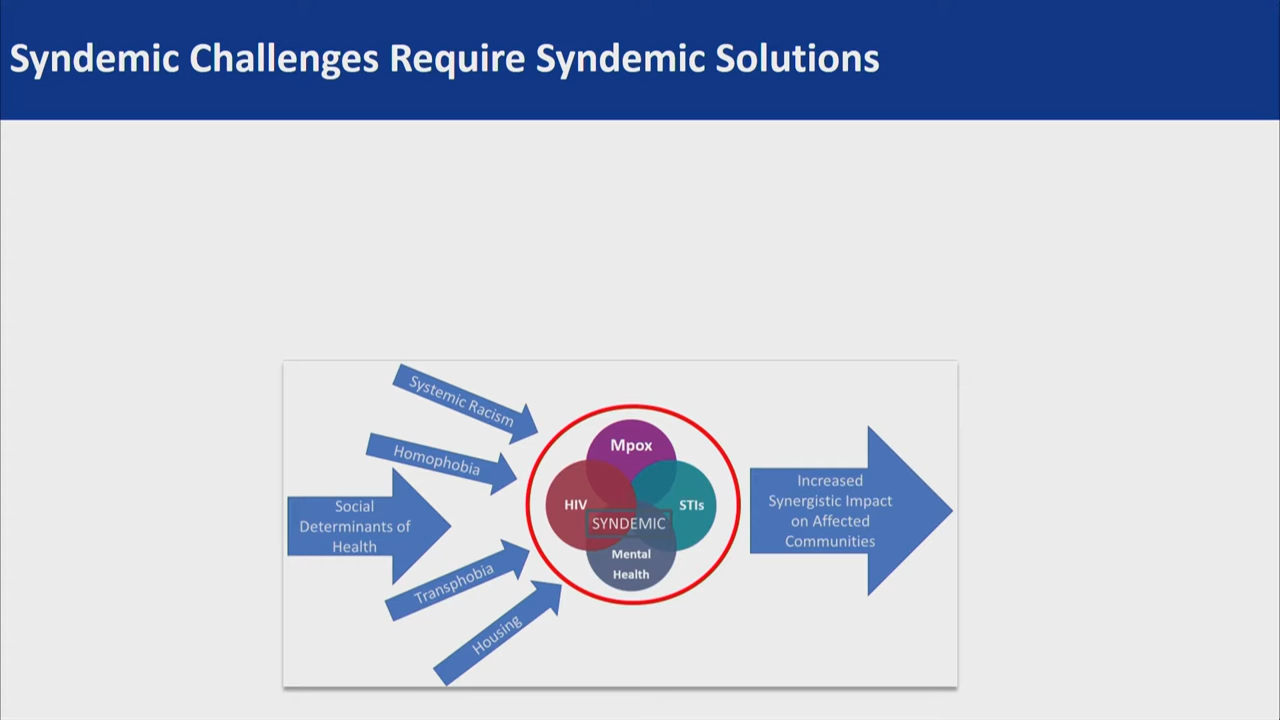 Syndemic Challenges Require Syndemic Solutions
Systemic Racism
Homophobia
Social
Determinants of
Health
Transphobia
Housing
Mpox
HIV
STIs
SYNDEMIC
Mental
Health
Increased
Synergistic Impact
on Affected
Communities